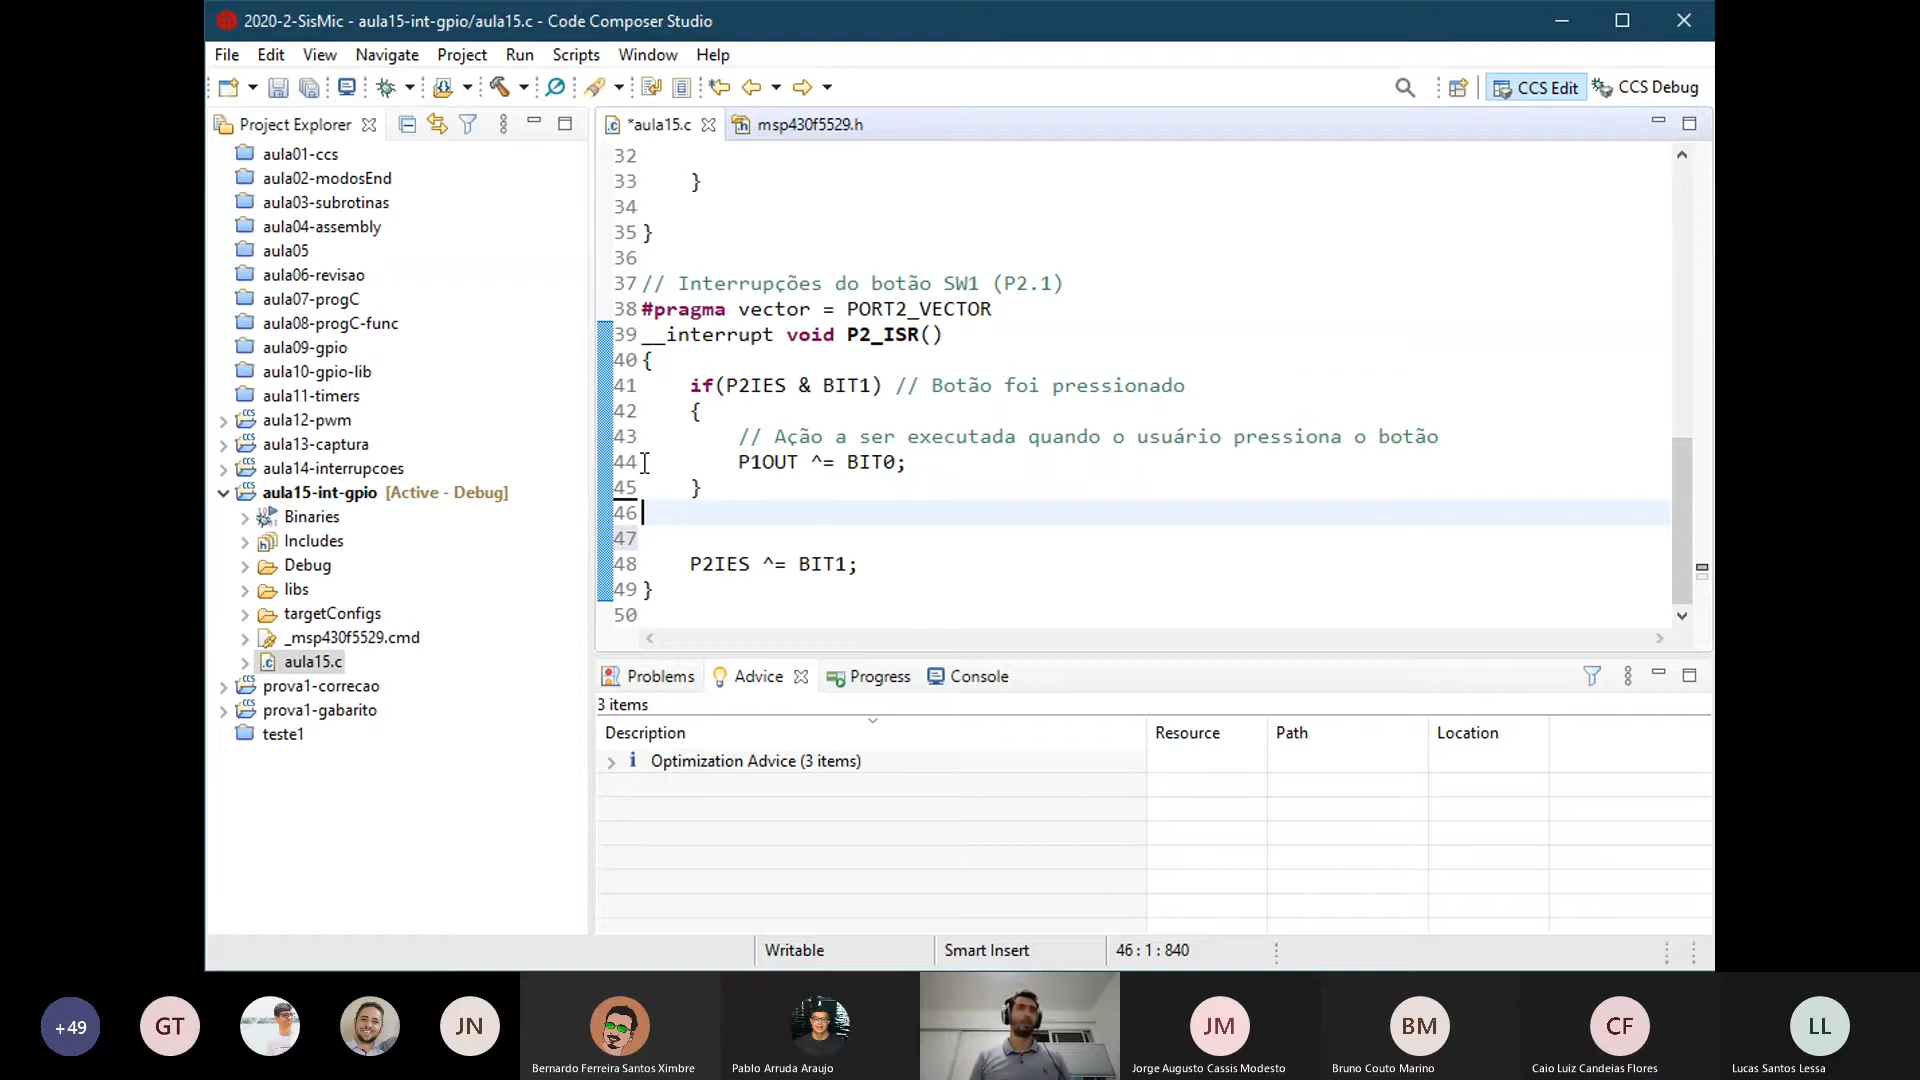 2020-2-SisMic - aula15-int-gpio/aula15.c - Code Composer Studio
File Edit View Navigate Project Run Scripts Window Help
CCS Edit CCS Debug
Project Explorer
*aula15.c msp430f5529.h
aula01-ccs
aula02-modosEnd
aula03-subrotinas
aula04-assembly
aula05
aula06-revisao
aula07-progC
aula08-progC-func
aula09-gpio
aula10-gpio-lib
aula11-timers
aula12-pwm
aula13-captura
aula14-interrupcoes
aula15-int-gpio [Active - Debug]
Binaries
Includes
Debug
libs
targetConfigs
_msp430f5529.cmd
aula15.c
prova1-correcao
prova1-gabarito
teste1
32
33 }
34
35 }
36
37 // Interrupções do botão SW1 (P2.1)
38 #pragma vector = PORT2_VECTOR
39 __interrupt void P2_ISR()
40 {
41 if(P2IES & BIT1) // Botão foi pressionado
42 {
43 // Ação a ser executada quando o usuário pressiona o botão
44 P1OUT ^= BIT0;
45 }
46
47
48 P2IES ^= BIT1;
49 }
50
Problems Advice Progress Console
3 items
Description Resource Path Location
i Optimization Advice (3 items)
Writable Smart Insert 46 : 1 : 840
+49 GT JN JM BM CF LL
Bernardo Ferreira Santos Ximbre Pablo Arruda Araujo Jorge Augusto Cassis Modesto Bruno Couto Marino Caio Luiz Candeias Flores Lucas Santos Lessa